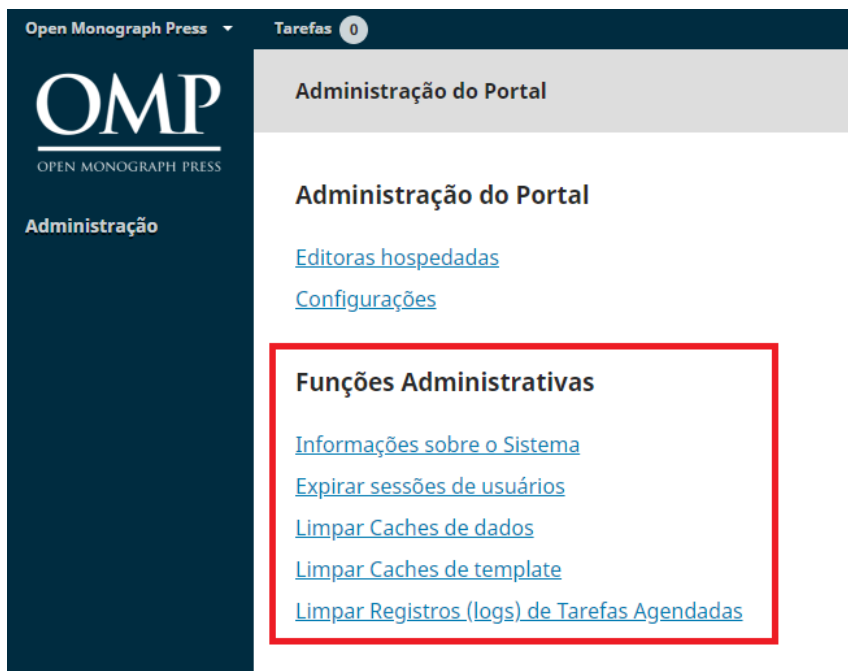 Open Monograph Press Tarefas 0
OMP
OPEN MONOGRAPH PRESS
Administração
Administração do Portal
Administração do Portal
Editoras hospedadas
Configurações
Funções Administrativas
Informações sobre o Sistema
Expirar sessões de usuários
Limpar Caches de dados
Limpar Caches de template
Limpar Registros (logs) de Tarefas Agendadas